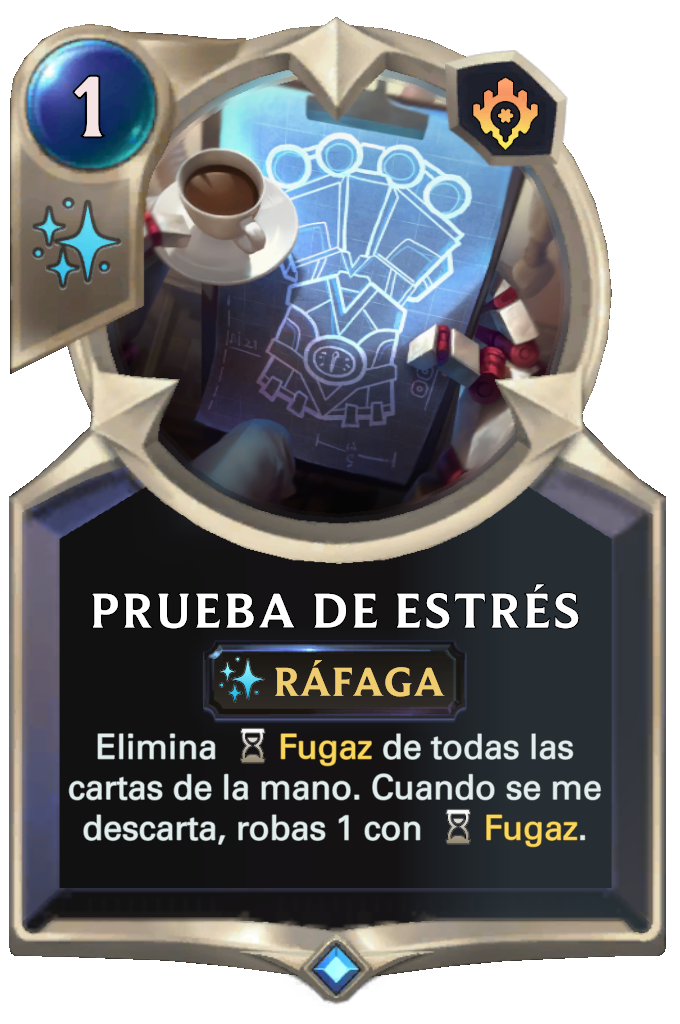 1
PRUEBA DE ESTRÉS
RÁFAGA
Elimina Fugaz de todas las
cartas de la mano. Cuando se me
descarta, robas 1 con Fugaz.